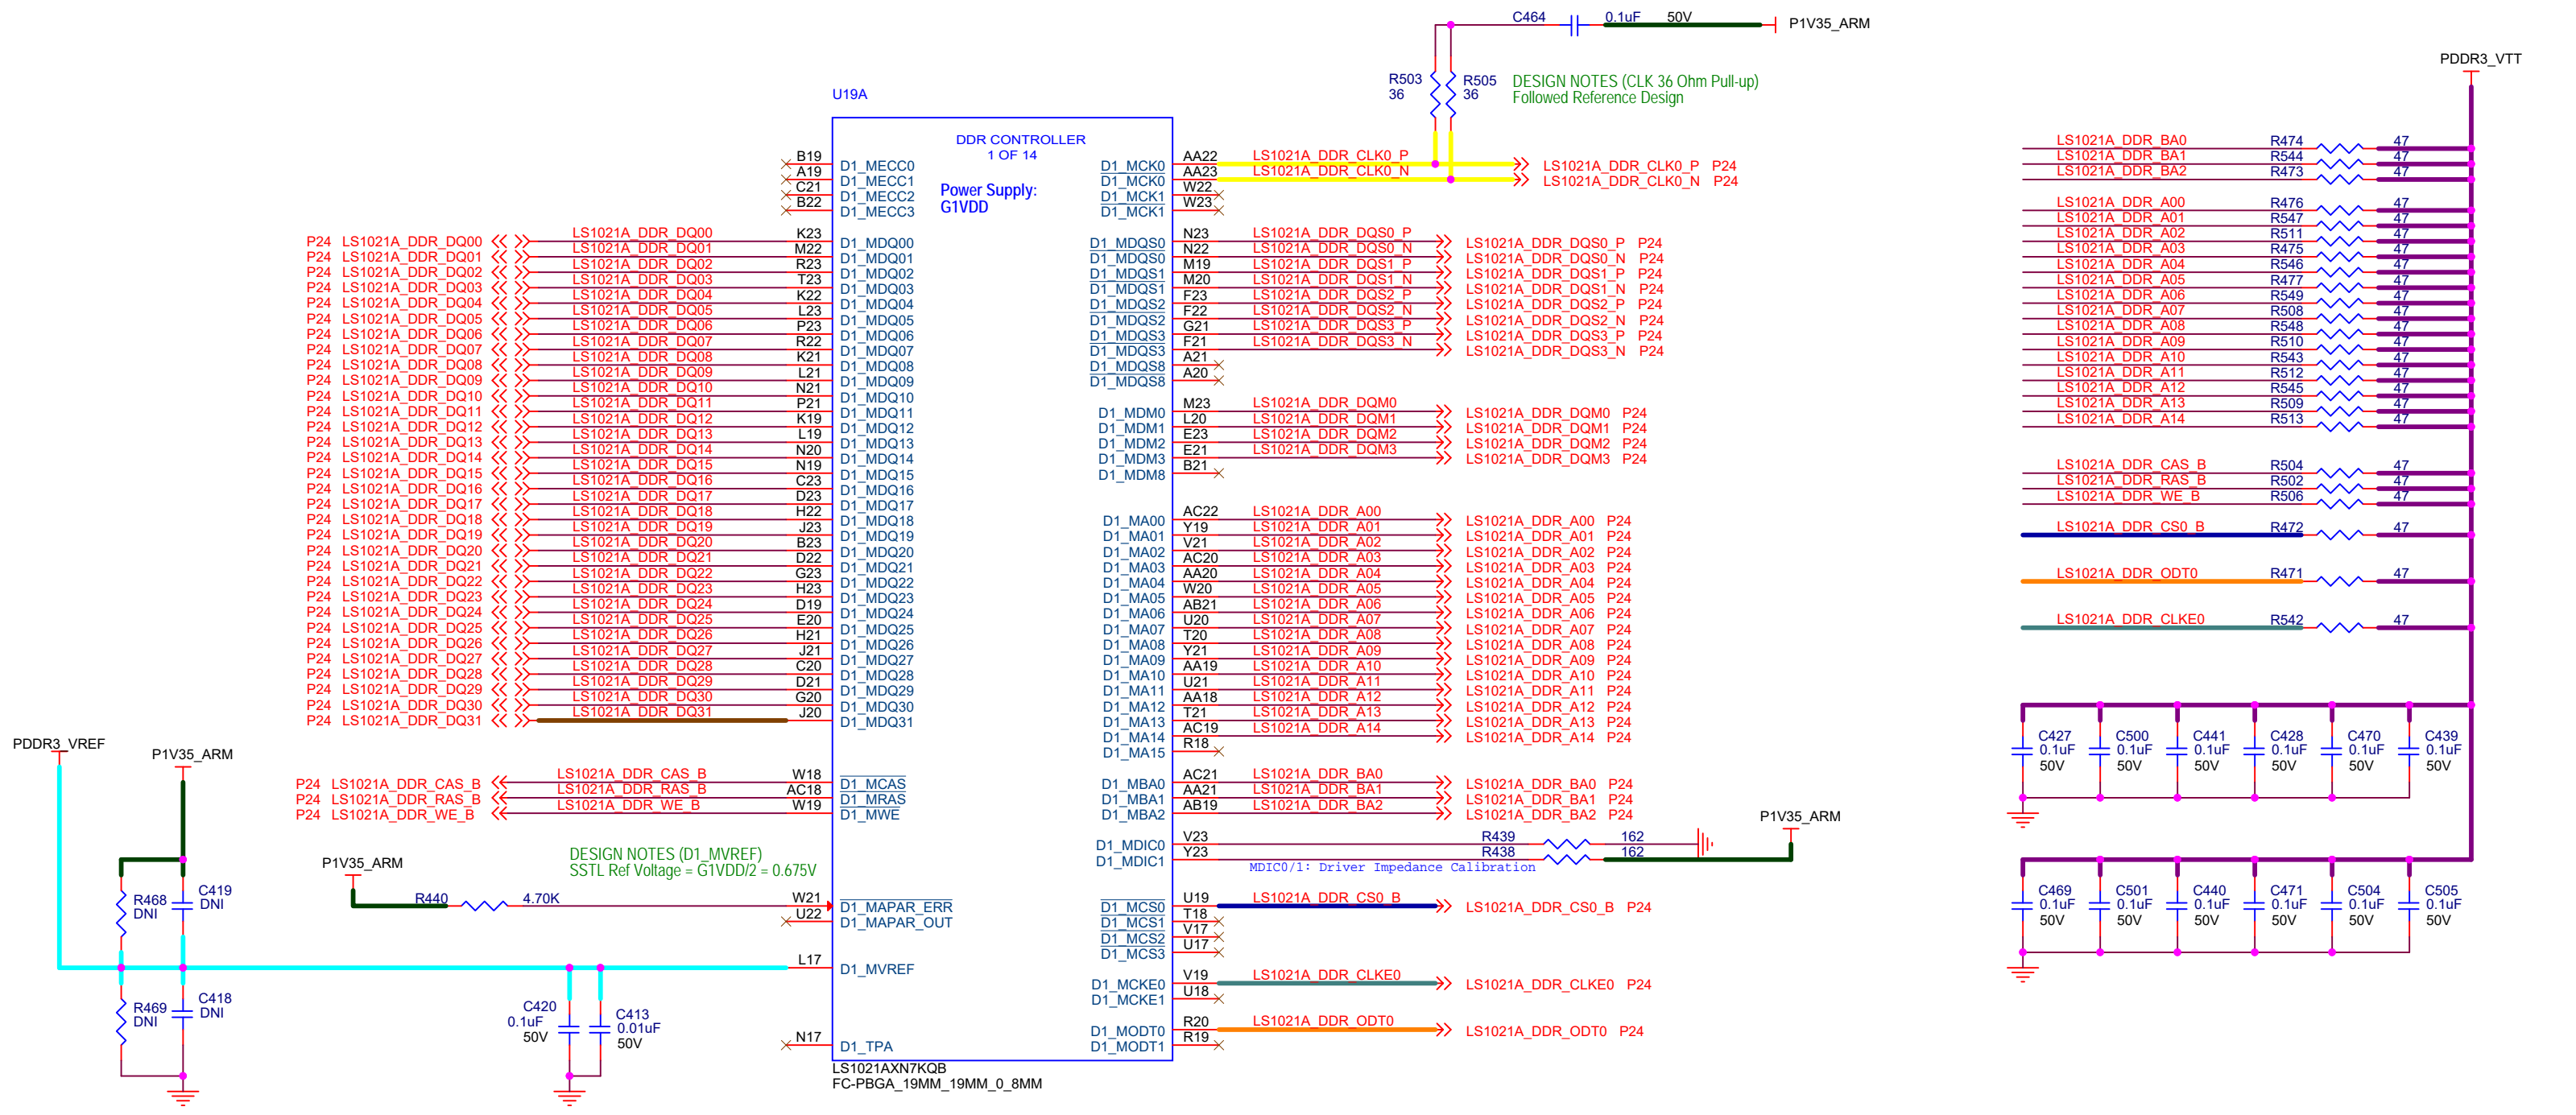 C464 0.1uF 50V P1V35_ARM
R503 36
R505 36
DESIGN NOTES (CLK 36 Ohm Pull-up)
Followed Reference Design
U19A
DDR CONTROLLER
1 OF 14
Power Supply:
G1VDD
B19 D1_MECC0
A19 D1_MECC1
C21 D1_MECC2
B22 D1_MECC3
P24 LS1021A_DDR_DQ00 LS1021A_DDR_DQ00 K23 D1_MDQ00
P24 LS1021A_DDR_DQ01 LS1021A_DDR_DQ01 M22 D1_MDQ01
P24 LS1021A_DDR_DQ02 LS1021A_DDR_DQ02 R23 D1_MDQ02
P24 LS1021A_DDR_DQ03 LS1021A_DDR_DQ03 T23 D1_MDQ03
P24 LS1021A_DDR_DQ04 LS1021A_DDR_DQ04 K22 D1_MDQ04
P24 LS1021A_DDR_DQ05 LS1021A_DDR_DQ05 L23 D1_MDQ05
P24 LS1021A_DDR_DQ06 LS1021A_DDR_DQ06 P23 D1_MDQ06
P24 LS1021A_DDR_DQ07 LS1021A_DDR_DQ07 R22 D1_MDQ07
P24 LS1021A_DDR_DQ08 LS1021A_DDR_DQ08 K21 D1_MDQ08
P24 LS1021A_DDR_DQ09 LS1021A_DDR_DQ09 L21 D1_MDQ09
P24 LS1021A_DDR_DQ10 LS1021A_DDR_DQ10 N21 D1_MDQ10
P24 LS1021A_DDR_DQ11 LS1021A_DDR_DQ11 P21 D1_MDQ11
P24 LS1021A_DDR_DQ12 LS1021A_DDR_DQ12 K19 D1_MDQ12
P24 LS1021A_DDR_DQ13 LS1021A_DDR_DQ13 L19 D1_MDQ13
P24 LS1021A_DDR_DQ14 LS1021A_DDR_DQ14 N20 D1_MDQ14
P24 LS1021A_DDR_DQ15 LS1021A_DDR_DQ15 N19 D1_MDQ15
P24 LS1021A_DDR_DQ16 LS1021A_DDR_DQ16 C23 D1_MDQ16
P24 LS1021A_DDR_DQ17 LS1021A_DDR_DQ17 D23 D1_MDQ17
P24 LS1021A_DDR_DQ18 LS1021A_DDR_DQ18 H22 D1_MDQ18
P24 LS1021A_DDR_DQ19 LS1021A_DDR_DQ19 J23 D1_MDQ19
P24 LS1021A_DDR_DQ20 LS1021A_DDR_DQ20 B23 D1_MDQ20
P24 LS1021A_DDR_DQ21 LS1021A_DDR_DQ21 D22 D1_MDQ21
P24 LS1021A_DDR_DQ22 LS1021A_DDR_DQ22 G23 D1_MDQ22
P24 LS1021A_DDR_DQ23 LS1021A_DDR_DQ23 H23 D1_MDQ23
P24 LS1021A_DDR_DQ24 LS1021A_DDR_DQ24 D19 D1_MDQ24
P24 LS1021A_DDR_DQ25 LS1021A_DDR_DQ25 E20 D1_MDQ25
P24 LS1021A_DDR_DQ26 LS1021A_DDR_DQ26 H21 D1_MDQ26
P24 LS1021A_DDR_DQ27 LS1021A_DDR_DQ27 J21 D1_MDQ27
P24 LS1021A_DDR_DQ28 LS1021A_DDR_DQ28 C20 D1_MDQ28
P24 LS1021A_DDR_DQ29 LS1021A_DDR_DQ29 D21 D1_MDQ29
P24 LS1021A_DDR_DQ30 LS1021A_DDR_DQ30 G20 D1_MDQ30
P24 LS1021A_DDR_DQ31 LS1021A_DDR_DQ31 J20 D1_MDQ31
P24 LS1021A_DDR_CAS_B LS1021A_DDR_CAS_B W18 D1_MCAS
P24 LS1021A_DDR_RAS_B LS1021A_DDR_RAS_B AC18 D1_MRAS
P24 LS1021A_DDR_WE_B LS1021A_DDR_WE_B W19 D1_MWE
PDDR3_VREF
P1V35_ARM
P1V35_ARM
DESIGN NOTES (D1_MVREF)
SSTL Ref Voltage = G1VDD/2 = 0.675V
R440 4.70K W21 D1_MAPAR_ERR
U22 D1_MAPAR_OUT
R468 DNI
C419 DNI
L17 D1_MVREF
R469 DNI
C418 DNI
C420 0.1uF 50V
C413 0.01uF 50V
N17 D1_TPA
LS1021AXN7KQB
FC-PBGA_19MM_19MM_0_8MM
D1_MCK0 AA22 LS1021A_DDR_CLK0_P LS1021A_DDR_CLK0_P P24
D1_MCK0 AA23 LS1021A_DDR_CLK0_N LS1021A_DDR_CLK0_N P24
D1_MCK1 W22
D1_MCK1 W23
D1_MDQS0 N23 LS1021A_DDR_DQS0_P LS1021A_DDR_DQS0_P P24
D1_MDQS0 N22 LS1021A_DDR_DQS0_N LS1021A_DDR_DQS0_N P24
D1_MDQS1 M19 LS1021A_DDR_DQS1_P LS1021A_DDR_DQS1_P P24
D1_MDQS1 M20 LS1021A_DDR_DQS1_N LS1021A_DDR_DQS1_N P24
D1_MDQS2 F23 LS1021A_DDR_DQS2_P LS1021A_DDR_DQS2_P P24
D1_MDQS2 F22 LS1021A_DDR_DQS2_N LS1021A_DDR_DQS2_N P24
D1_MDQS3 G21 LS1021A_DDR_DQS3_P LS1021A_DDR_DQS3_P P24
D1_MDQS3 F21 LS1021A_DDR_DQS3_N LS1021A_DDR_DQS3_N P24
D1_MDQS8 A21
D1_MDQS8 A20
D1_MDM0 M23 LS1021A_DDR_DQM0 LS1021A_DDR_DQM0 P24
D1_MDM1 L20 LS1021A_DDR_DQM1 LS1021A_DDR_DQM1 P24
D1_MDM2 E23 LS1021A_DDR_DQM2 LS1021A_DDR_DQM2 P24
D1_MDM3 E21 LS1021A_DDR_DQM3 LS1021A_DDR_DQM3 P24
D1_MDM8 B21
D1_MA00 AC22 LS1021A_DDR_A00 LS1021A_DDR_A00 P24
D1_MA01 Y19 LS1021A_DDR_A01 LS1021A_DDR_A01 P24
D1_MA02 V21 LS1021A_DDR_A02 LS1021A_DDR_A02 P24
D1_MA03 AC20 LS1021A_DDR_A03 LS1021A_DDR_A03 P24
D1_MA04 AA20 LS1021A_DDR_A04 LS1021A_DDR_A04 P24
D1_MA05 W20 LS1021A_DDR_A05 LS1021A_DDR_A05 P24
D1_MA06 AB21 LS1021A_DDR_A06 LS1021A_DDR_A06 P24
D1_MA07 U20 LS1021A_DDR_A07 LS1021A_DDR_A07 P24
D1_MA08 T20 LS1021A_DDR_A08 LS1021A_DDR_A08 P24
D1_MA09 Y21 LS1021A_DDR_A09 LS1021A_DDR_A09 P24
D1_MA10 AA19 LS1021A_DDR_A10 LS1021A_DDR_A10 P24
D1_MA11 U21 LS1021A_DDR_A11 LS1021A_DDR_A11 P24
D1_MA12 AA18 LS1021A_DDR_A12 LS1021A_DDR_A12 P24
D1_MA13 T21 LS1021A_DDR_A13 LS1021A_DDR_A13 P24
D1_MA14 AC19 LS1021A_DDR_A14 LS1021A_DDR_A14 P24
D1_MA15 R18
D1_MBA0 AC21 LS1021A_DDR_BA0 LS1021A_DDR_BA0 P24
D1_MBA1 AA21 LS1021A_DDR_BA1 LS1021A_DDR_BA1 P24
D1_MBA2 AB19 LS1021A_DDR_BA2 LS1021A_DDR_BA2 P24
P1V35_ARM
D1_MDIC0 V23 R439 162
D1_MDIC1 Y23 R438 162
MDIC0/1: Driver Impedance Calibration
D1_MCS0 U19 LS1021A_DDR_CS0_B LS1021A_DDR_CS0_B P24
D1_MCS1 T18
D1_MCS2 V17
D1_MCS3 U17
D1_MCKE0 V19 LS1021A_DDR_CLKE0 LS1021A_DDR_CLKE0 P24
D1_MCKE1 U18
D1_MODT0 R20 LS1021A_DDR_ODT0 LS1021A_DDR_ODT0 P24
D1_MODT1 R19
PDDR3_VTT
LS1021A_DDR_BA0 R474 47
LS1021A_DDR_BA1 R544 47
LS1021A_DDR_BA2 R473 47
LS1021A_DDR_A00 R476 47
LS1021A_DDR_A01 R547 47
LS1021A_DDR_A02 R511 47
LS1021A_DDR_A03 R475 47
LS1021A_DDR_A04 R546 47
LS1021A_DDR_A05 R477 47
LS1021A_DDR_A06 R549 47
LS1021A_DDR_A07 R508 47
LS1021A_DDR_A08 R548 47
LS1021A_DDR_A09 R510 47
LS1021A_DDR_A10 R543 47
LS1021A_DDR_A11 R512 47
LS1021A_DDR_A12 R545 47
LS1021A_DDR_A13 R509 47
LS1021A_DDR_A14 R513 47
LS1021A_DDR_CAS_B R504 47
LS1021A_DDR_RAS_B R502 47
LS1021A_DDR_WE_B R506 47
LS1021A_DDR_CS0_B R472 47
LS1021A_DDR_ODT0 R471 47
LS1021A_DDR_CLKE0 R542 47
C427 C500 C441 C428 C470 C439
0.1uF 0.1uF 0.1uF 0.1uF 0.1uF 0.1uF
50V 50V 50V 50V 50V 50V
C469 C501 C440 C471 C504 C505
0.1uF 0.1uF 0.1uF 0.1uF 0.1uF 0.1uF
50V 50V 50V 50V 50V 50V